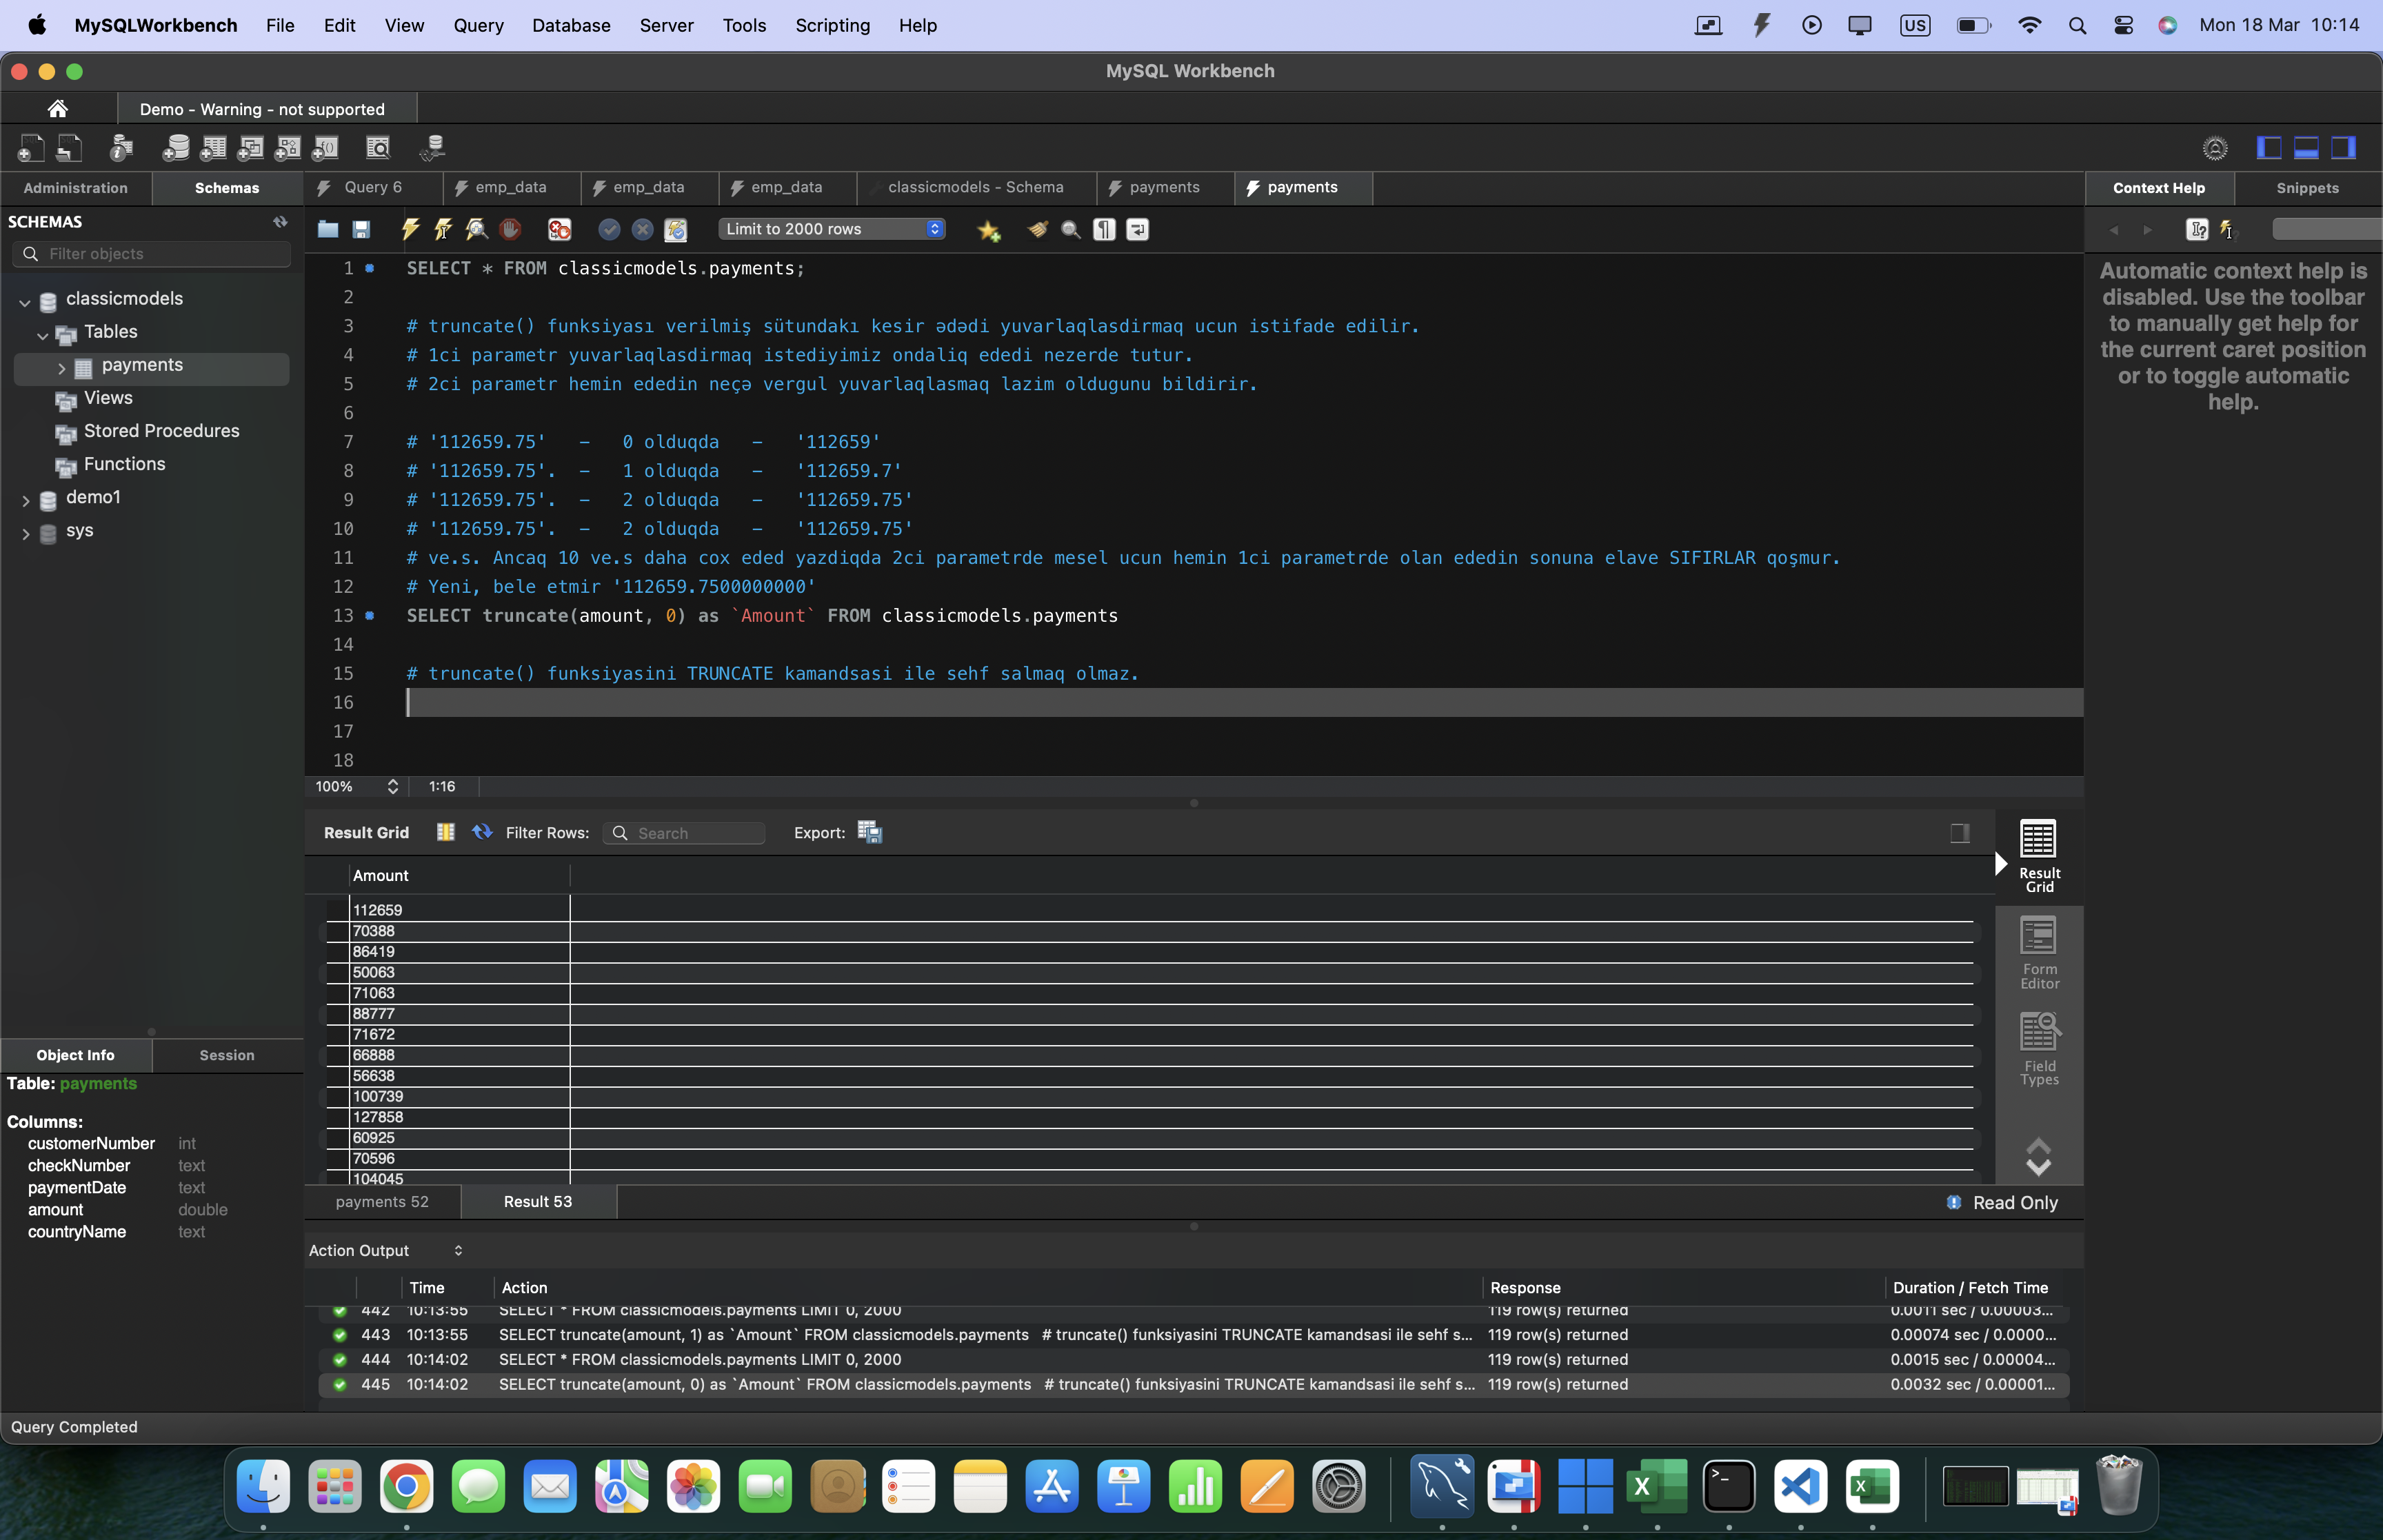 MySQLWorkbench File Edit View Query Database Server Tools Scripting Help US Mon 18 Mar 10:14
MySQL Workbench
Demo - Warning - not supported
Administration Schemas Query 6 emp_data emp_data emp_data classicmodels - Schema payments payments Context Help Snippets
SCHEMAS
Limit to 2000 rows
Filter objects
classicmodels
Tables
payments
Views
Stored Procedures
Functions
demo1
sys
1 SELECT * FROM classicmodels.payments;
2
3 # truncate() funksiyası verilmiş sütundakı kesir ədədi yuvarlaqlasdirmaq ucun istifade edilir.
4 # 1ci parametr yuvarlaqlasdirmaq istediyimiz ondaliq ededi nezerde tutur.
5 # 2ci parametr hemin ededin neçə vergul yuvarlaqlasmaq lazim oldugunu bildirir.
6
7 # '112659.75' - 0 olduqda - '112659'
8 # '112659.75'. - 1 olduqda - '112659.7'
9 # '112659.75'. - 2 olduqda - '112659.75'
10 # '112659.75'. - 2 olduqda - '112659.75'
11 # ve.s. Ancaq 10 ve.s daha cox eded yazdiqda 2ci parametrde mesel ucun hemin 1ci parametrde olan ededin sonuna elave SIFIRLAR qoşmur.
12 # Yeni, bele etmir '112659.7500000000'
13 SELECT truncate(amount, 0) as `Amount` FROM classicmodels.payments
14
15 # truncate() funksiyasini TRUNCATE kamandsasi ile sehf salmaq olmaz.
16
17
18
100% 1:16
Automatic context help is
disabled. Use the toolbar
to manually get help for
the current caret position
or to toggle automatic
help.
Result Grid Filter Rows: Search Export:
Amount
112659
70388
86419
50063
71063
88777
71672
66888
56638
100739
127858
60925
70596
104045
Result
Grid
Form
Editor
Field
Types
payments 52 Result 53 Read Only
Object Info Session
Table: payments
Columns:
customerNumber int
checkNumber text
paymentDate text
amount double
countryName text
Action Output
Time Action Response Duration / Fetch Time
442 10:13:55 SELECT * FROM classicmodels.payments LIMIT 0, 2000 119 row(s) returned 0.0011 sec / 0.00003...
443 10:13:55 SELECT truncate(amount, 1) as `Amount` FROM classicmodels.payments # truncate() funksiyasini TRUNCATE kamandsasi ile sehf s... 119 row(s) returned 0.00074 sec / 0.0000...
444 10:14:02 SELECT * FROM classicmodels.payments LIMIT 0, 2000 119 row(s) returned 0.0015 sec / 0.00004...
445 10:14:02 SELECT truncate(amount, 0) as `Amount` FROM classicmodels.payments # truncate() funksiyasini TRUNCATE kamandsasi ile sehf s... 119 row(s) returned 0.0032 sec / 0.00001...
Query Completed